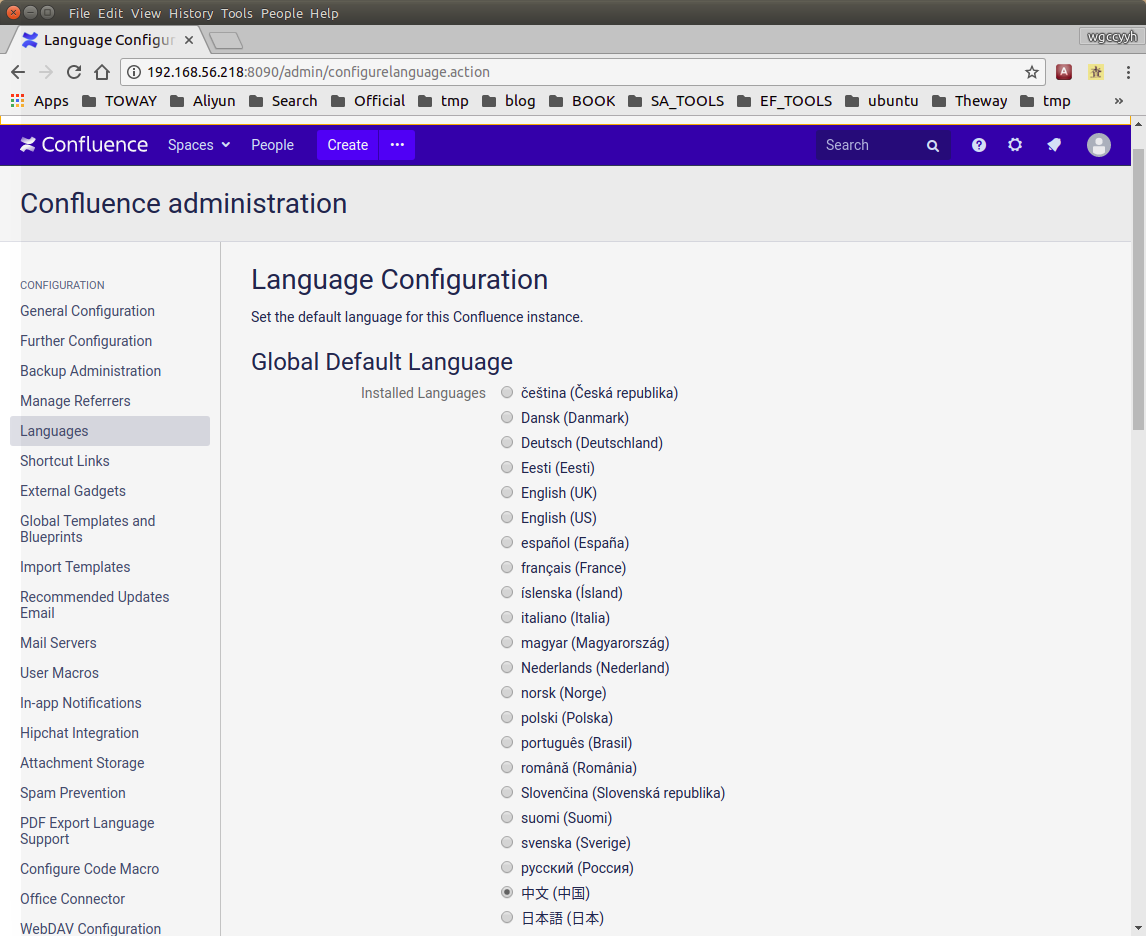 File Edit View History Tools People Help
Language Configur
wgccyyh
192.168.56.218:8090/admin/configurelanguage.action
Apps TOWAY Aliyun Search Official tmp blog BOOK SA_TOOLS EF_TOOLS ubuntu Theway tmp »
Confluence Spaces People Create ••• Search
Confluence administration
CONFIGURATION
General Configuration
Further Configuration
Backup Administration
Manage Referrers
Languages
Shortcut Links
External Gadgets
Global Templates and
Blueprints
Import Templates
Recommended Updates
Email
Mail Servers
User Macros
In-app Notifications
Hipchat Integration
Attachment Storage
Spam Prevention
PDF Export Language
Support
Configure Code Macro
Office Connector
WebDAV Configuration
Language Configuration
Set the default language for this Confluence instance.
Global Default Language
Installed Languages
čeština (Česká republika)
Dansk (Danmark)
Deutsch (Deutschland)
Eesti (Eesti)
English (UK)
English (US)
español (España)
français (France)
íslenska (Ísland)
italiano (Italia)
magyar (Magyarország)
Nederlands (Nederland)
norsk (Norge)
polski (Polska)
português (Brasil)
română (România)
Slovenčina (Slovenská republika)
suomi (Suomi)
svenska (Sverige)
русский (Россия)
中文 (中国)
日本語 (日本)